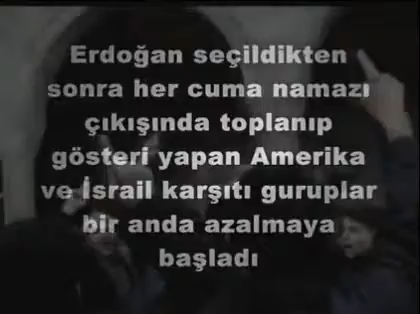 Erdoğan seçildikten
sonra her cuma namazı
çıkışında toplanıp
gösteri yapan Amerika
ve İsrail karşıtı guruplar
bir anda azalmaya
başladı